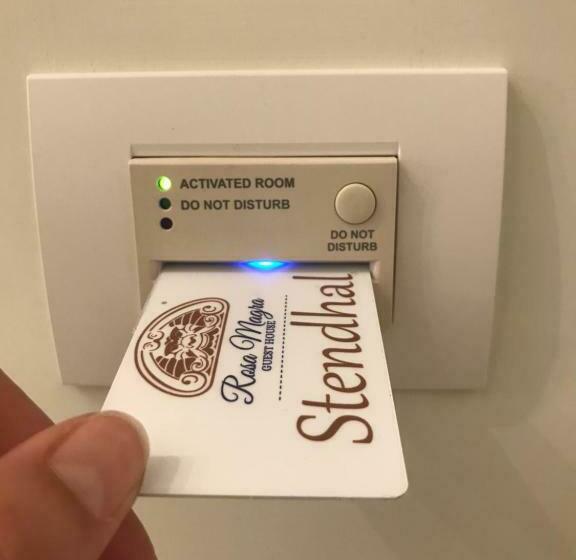 ACTIVATED ROOM
DO NOT DISTURB
DO NOT
DISTURB
Rosa Magra
GUEST HOUSE
Stendhal